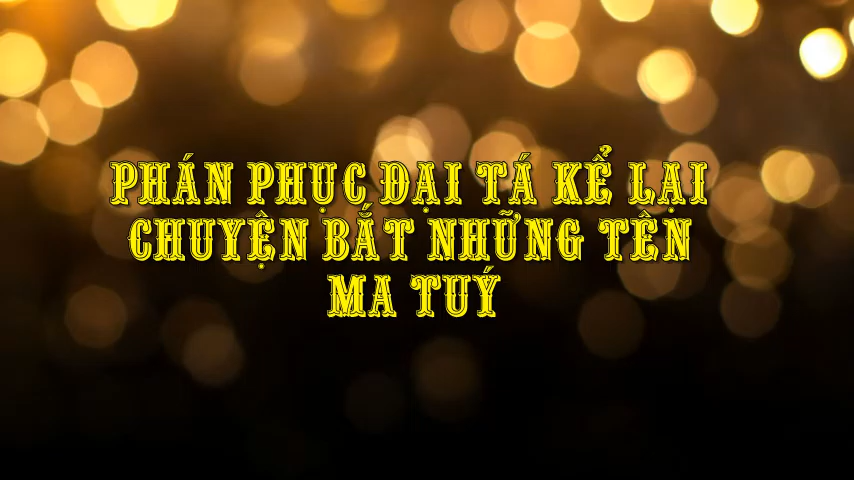 PHÁN PHỤC ĐẠI TÁ KỂ LẠI
CHUYỆN BẮT NHỮNG TÊN
MA TUÝ